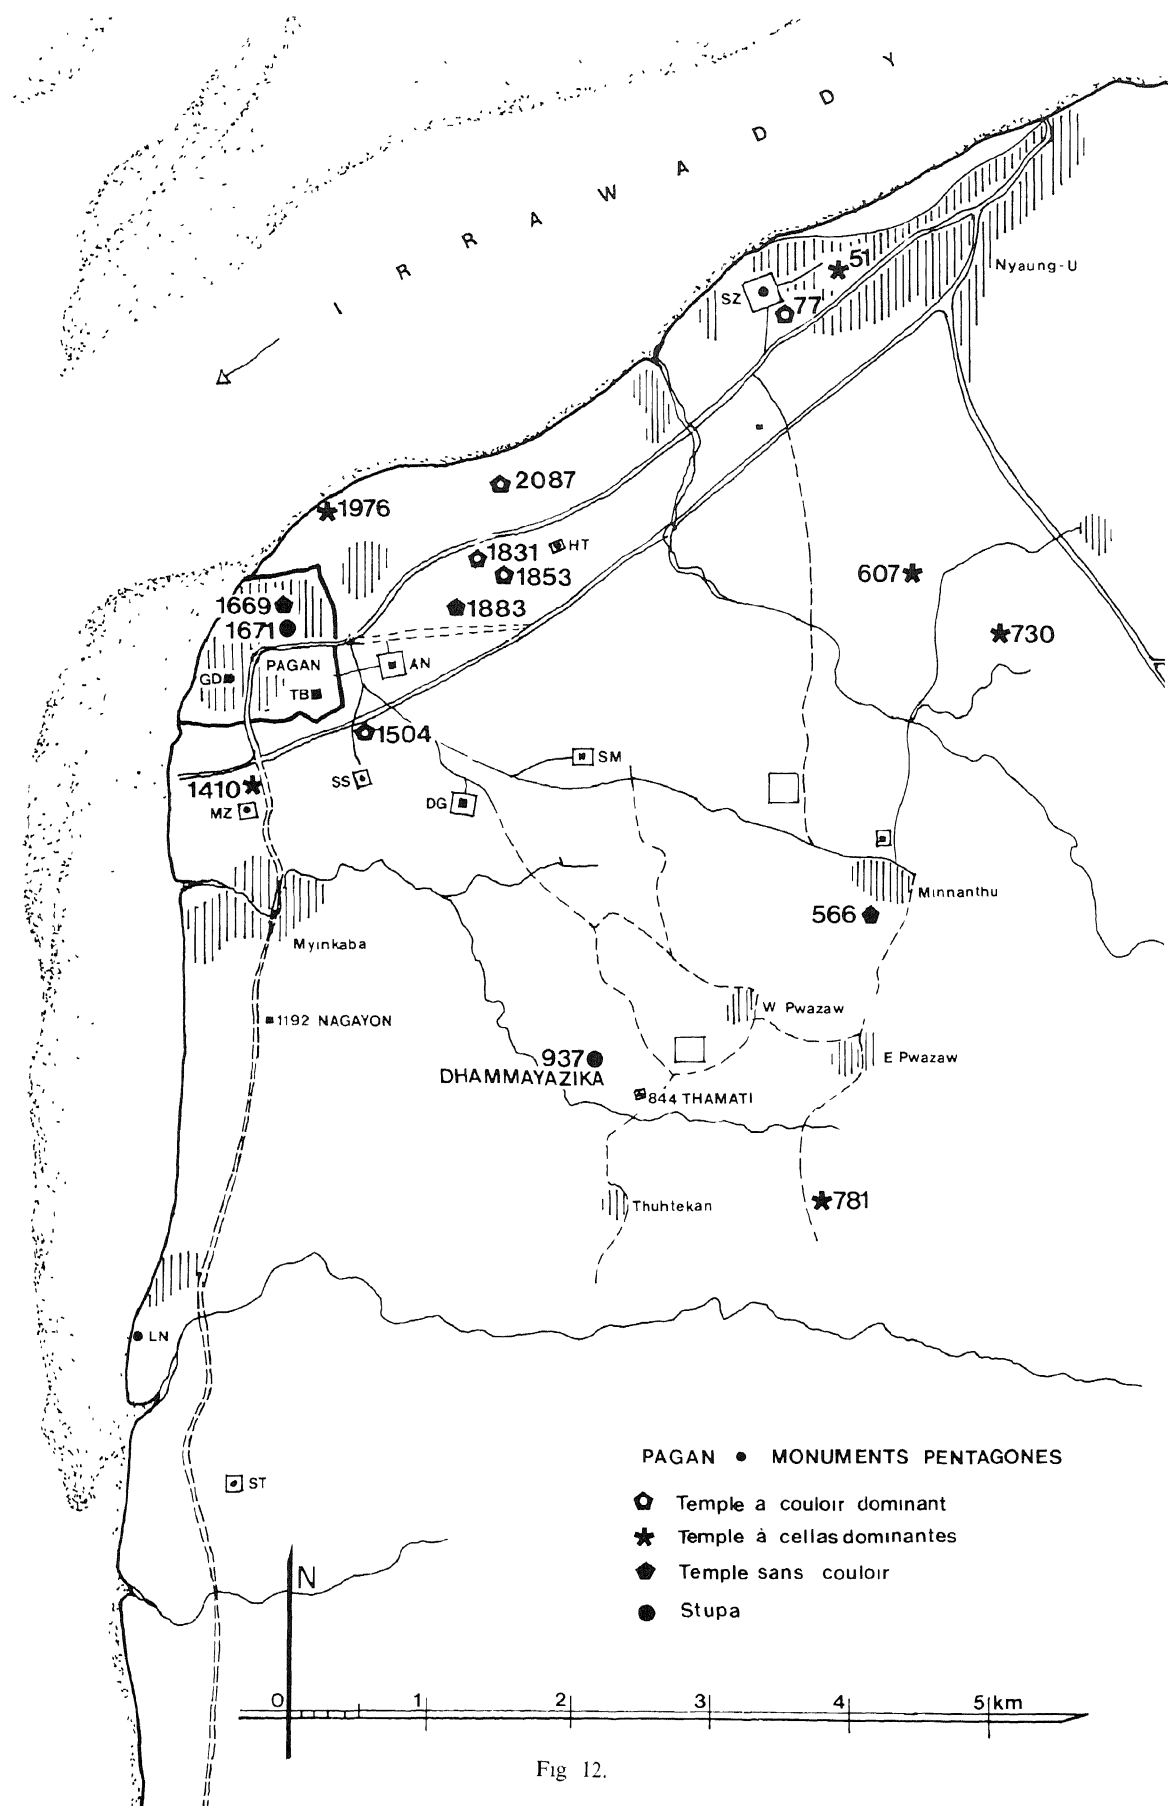 IRRAWADDY
51
Nyaung-U
SZ
77
2087
1976
1831
HT
1853
607
1669
1883
1671
730
PAGAN
AN
GD
TB
1504
SM
SS
1410
DG
MZ
Minnanthu
566
Myinkaba
W Pwazaw
1192 NAGAYON
937
E Pwazaw
DHAMMAYAZIKA
844 THAMATI
781
Thuhtekan
LN
PAGAN • MONUMENTS PENTAGONES
ST
Temple a couloir dominant
Temple à cellas dominantes
Temple sans couloir
N
Stupa
0 1 2 3 4 5 km
Fig 12.